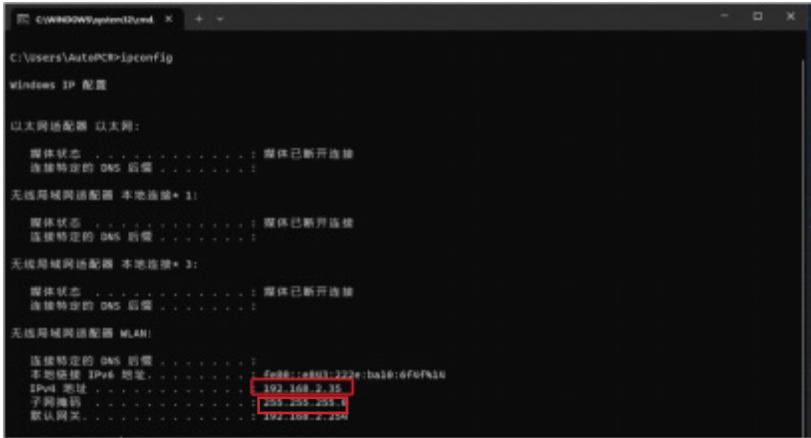 C:\WINDOWS\system32\cmd.
C:\Users\AutoPCR>ipconfig
Windows IP 配置
以太网适配器 以太网:
媒体状态 . . . . . . . . . . . . : 媒体已断开连接
连接特定的 DNS 后缀 . . . . . . . :
无线局域网适配器 本地连接* 1:
媒体状态 . . . . . . . . . . . . : 媒体已断开连接
连接特定的 DNS 后缀 . . . . . . . :
无线局域网适配器 本地连接* 3:
媒体状态 . . . . . . . . . . . . : 媒体已断开连接
连接特定的 DNS 后缀 . . . . . . . :
无线局域网适配器 WLAN:
连接特定的 DNS 后缀 . . . . . . . :
本地链接 IPv6 地址. . . . . . . . :
IPv4 地址 . . . . . . . . . . . . : 192.168.2.35
子网掩码 . . . . . . . . . . . . : 255.255.255.0
默认网关. . . . . . . . . . . . . : 192.168.2.254